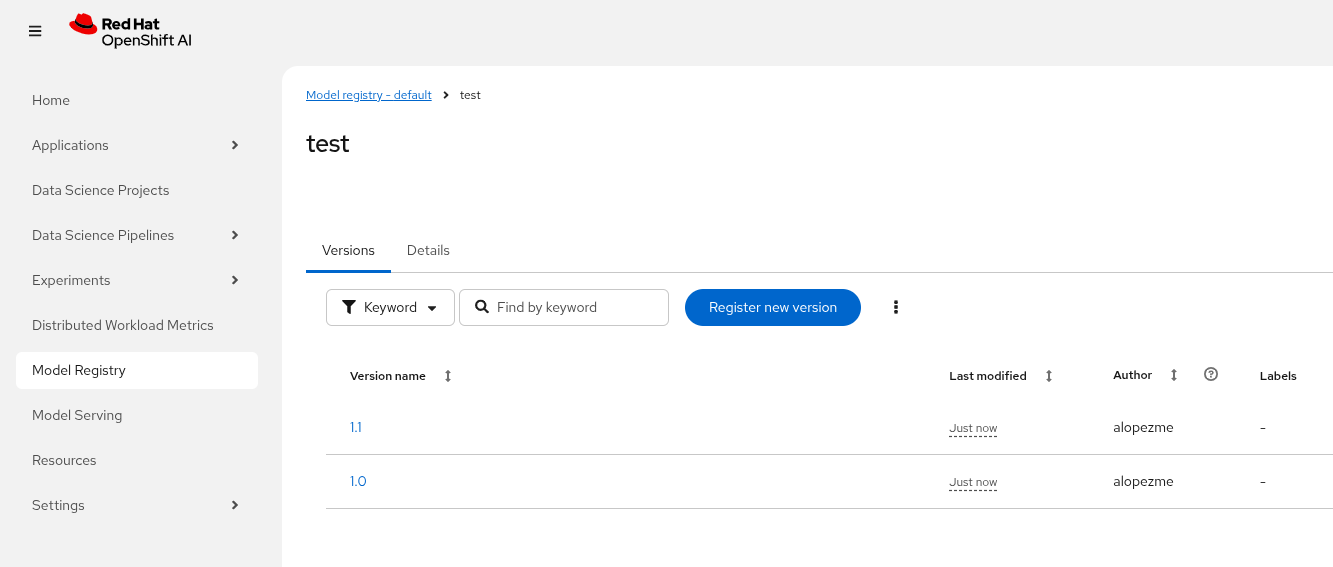 Red Hat
OpenShift AI
Home
Applications
Data Science Projects
Data Science Pipelines
Experiments
Distributed Workload Metrics
Model Registry
Model Serving
Resources
Settings
Model registry - default > test
test
Versions Details
Keyword Find by keyword Register new version
Version name Last modified Author Labels
1.1 Just now alopezme -
1.0 Just now alopezme -